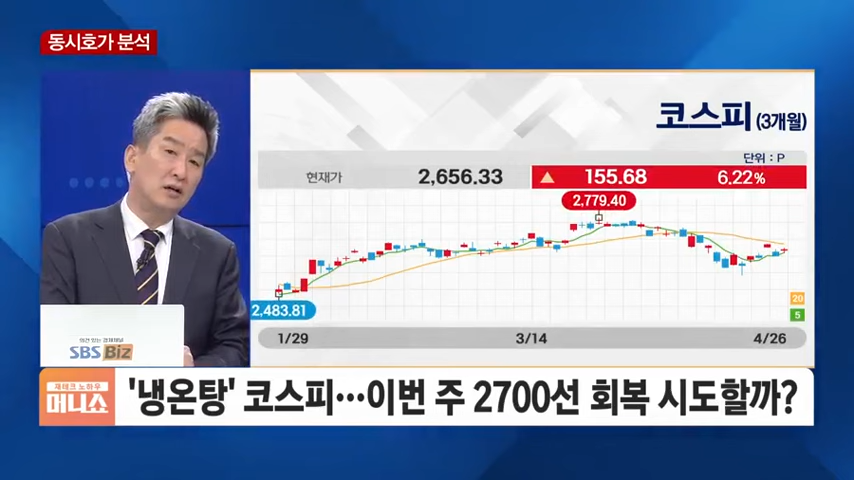 동시호가 분석
코스피 (3개월)
단위 : P
현재가 2,656.33 ▲ 155.68 6.22%
2,779.40
2,483.81
20
5
1/29 3/14 4/26
SBS Biz
재테크 노하우
머니쇼
'냉온탕' 코스피…이번 주 2700선 회복 시도할까?